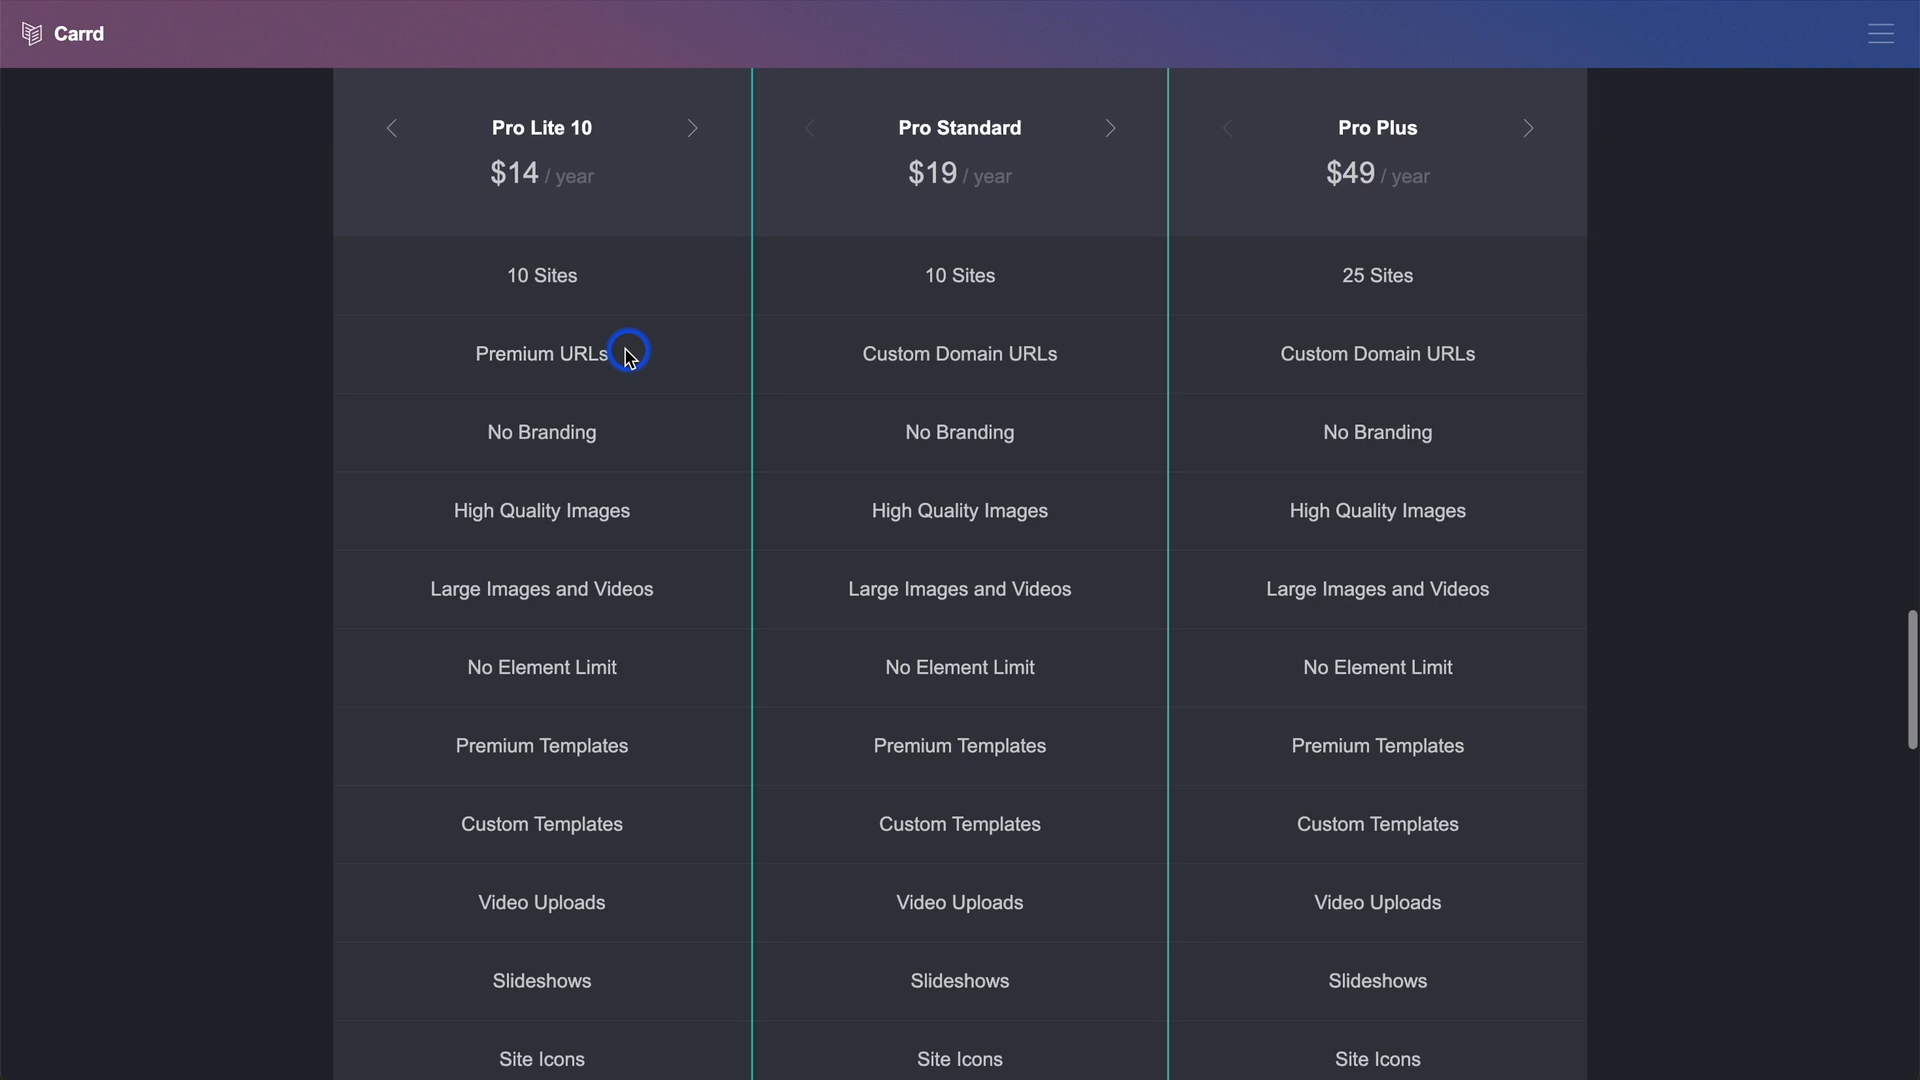 Carrd
Pro Lite 10
$14 / year
10 Sites
Premium URLs
No Branding
High Quality Images
Large Images and Videos
No Element Limit
Premium Templates
Custom Templates
Video Uploads
Slideshows
Site Icons
Pro Standard
$19 / year
10 Sites
Custom Domain URLs
No Branding
High Quality Images
Large Images and Videos
No Element Limit
Premium Templates
Custom Templates
Video Uploads
Slideshows
Site Icons
Pro Plus
$49 / year
25 Sites
Custom Domain URLs
No Branding
High Quality Images
Large Images and Videos
No Element Limit
Premium Templates
Custom Templates
Video Uploads
Slideshows
Site Icons